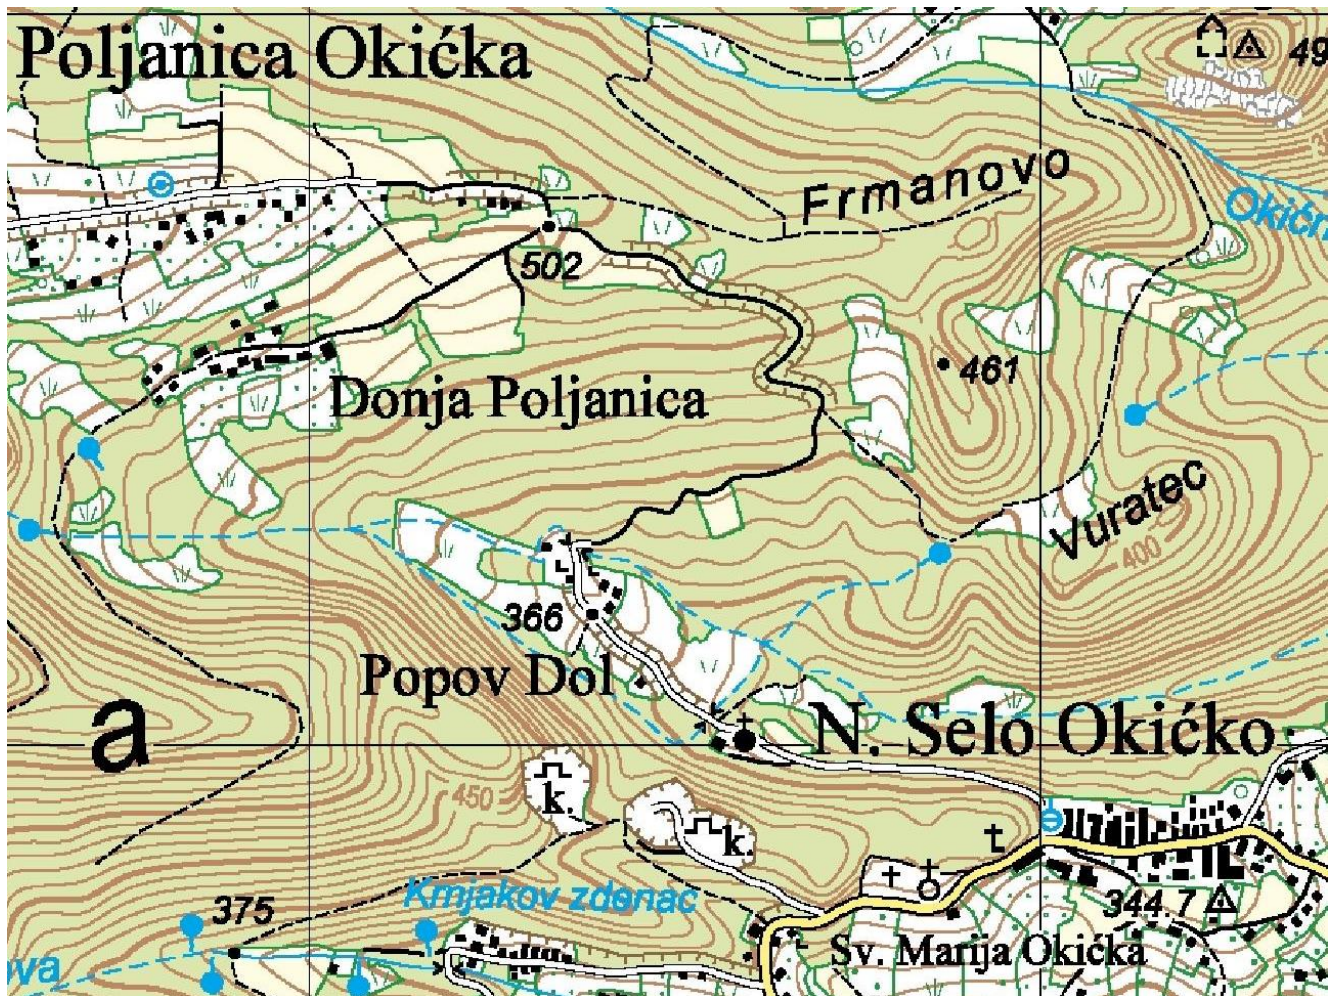 Poljanica Okićka
49
Frmanovo
Okićn
502
461
Donja Poljanica
Vuratec
400
366
Popov Dol
a
N. Selo Okićko
450
k.
k.
375
Krnjakov zdenac
344.7
Sv. Marija Okićka
ova